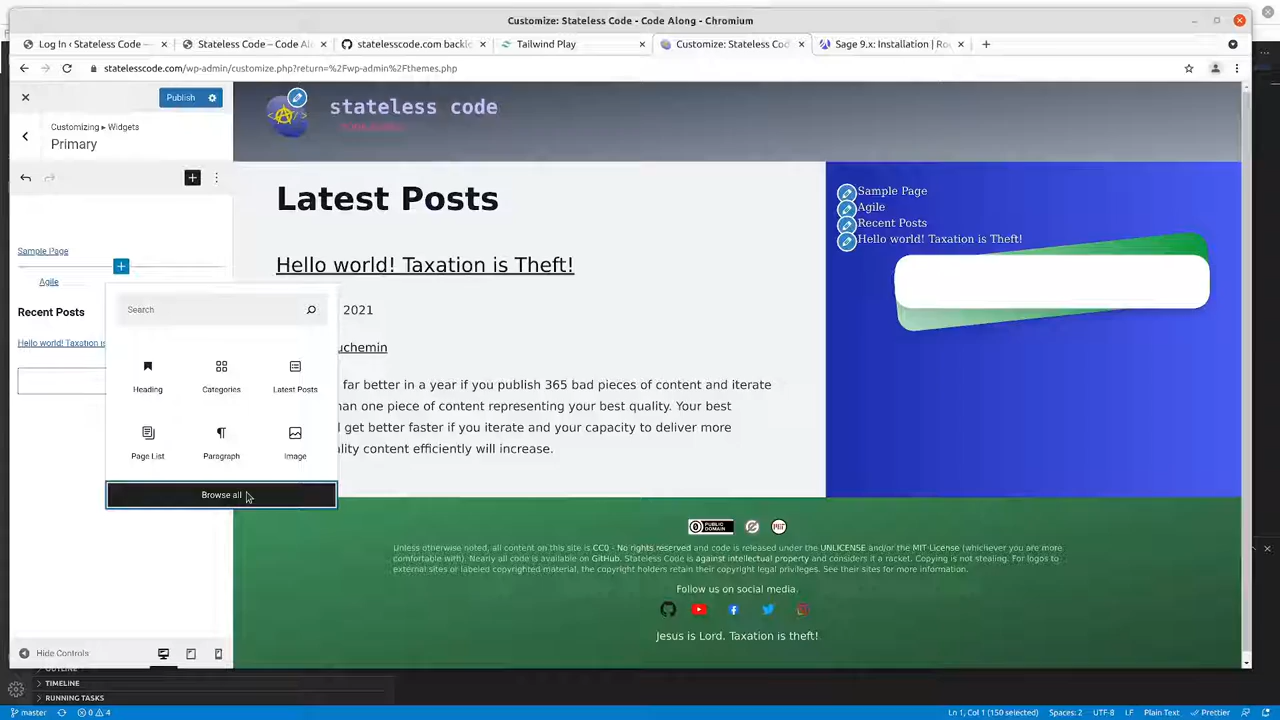 Customize: Stateless Code - Code Along - Chromium
Log In ‹ Stateless Code —
Stateless Code – Code Al
statelesscode.com backl
Tailwind Play
Customize: Stateless Cod
Sage 9.x: Installation | Ro
statelesscode.com/wp-admin/customize.php?return=%2Fwp-admin%2Fthemes.php
Publish
Customizing ▸ Widgets
Primary
stateless code
Sample Page
Agile
Recent Posts
Hello world! Taxation is
Search
Heading
Categories
Latest Posts
Page List
Paragraph
Image
Browse all
Latest Posts
Hello world! Taxation is Theft!
2021
uchemin
far better in a year if you publish 365 bad pieces of content and iterate
han one piece of content representing your best quality. Your best
l get better faster if you iterate and your capacity to deliver more
ality content efficiently will increase.
Sample Page
Agile
Recent Posts
Hello world! Taxation is Theft!
PUBLIC DOMAIN
MIT
Unless otherwise noted, all content on this site is CC0 - No rights reserved and code is released under the UNLICENSE and/or the MIT License (whichever you are more
comfortable with). Nearly all code is available on GitHub. Stateless Code is against intellectual property and considers it a racket. Copying is not stealing. For logos to
external sites or labeled copyrighted material, the copyright holders retain their copyright legal privileges. See their sites for more information.
Follow us on social media.
Jesus is Lord. Taxation is theft!
Hide Controls
OUTLINE
TIMELINE
RUNNING TASKS
master
0
4
Ln 1, Col 1 (150 selected)
Spaces: 2
UTF-8
LF
Plain Text
Prettier